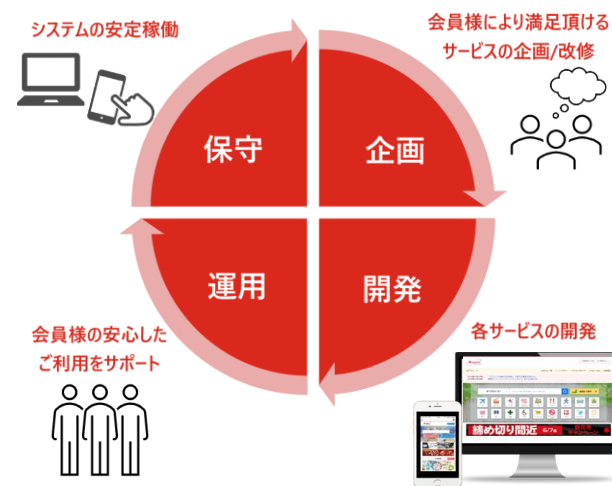 システムの安定稼働
会員様により満足頂ける
サービスの企画/改修
保守
企画
運用
開発
会員様の安心した
ご利用をサポート
各サービスの開発
締め切り間近